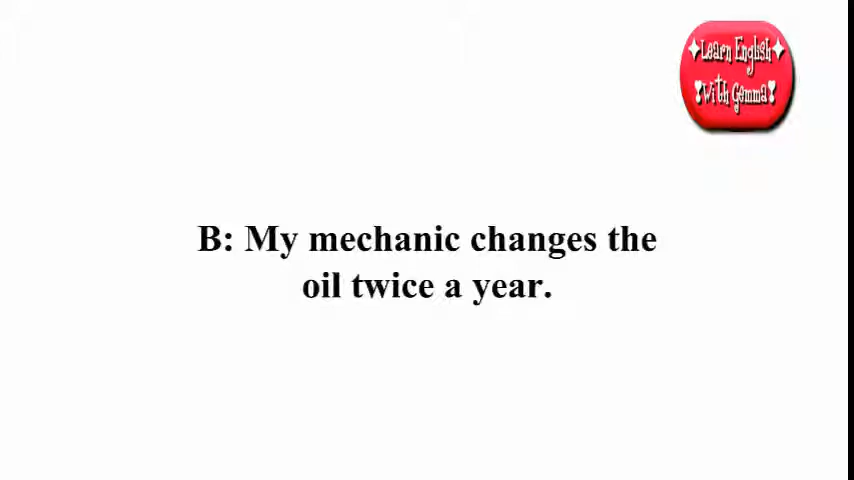 ✦Learn English✦
❣With Gemma❣
B: My mechanic changes the
oil twice a year.